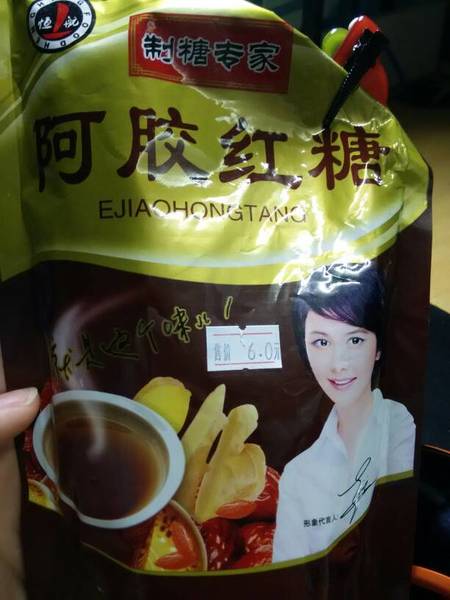 恒
制糖专家
阿胶红糖
EJIAOHONGTANG
就是这个味儿!
售价 6.0元
形象代言人: